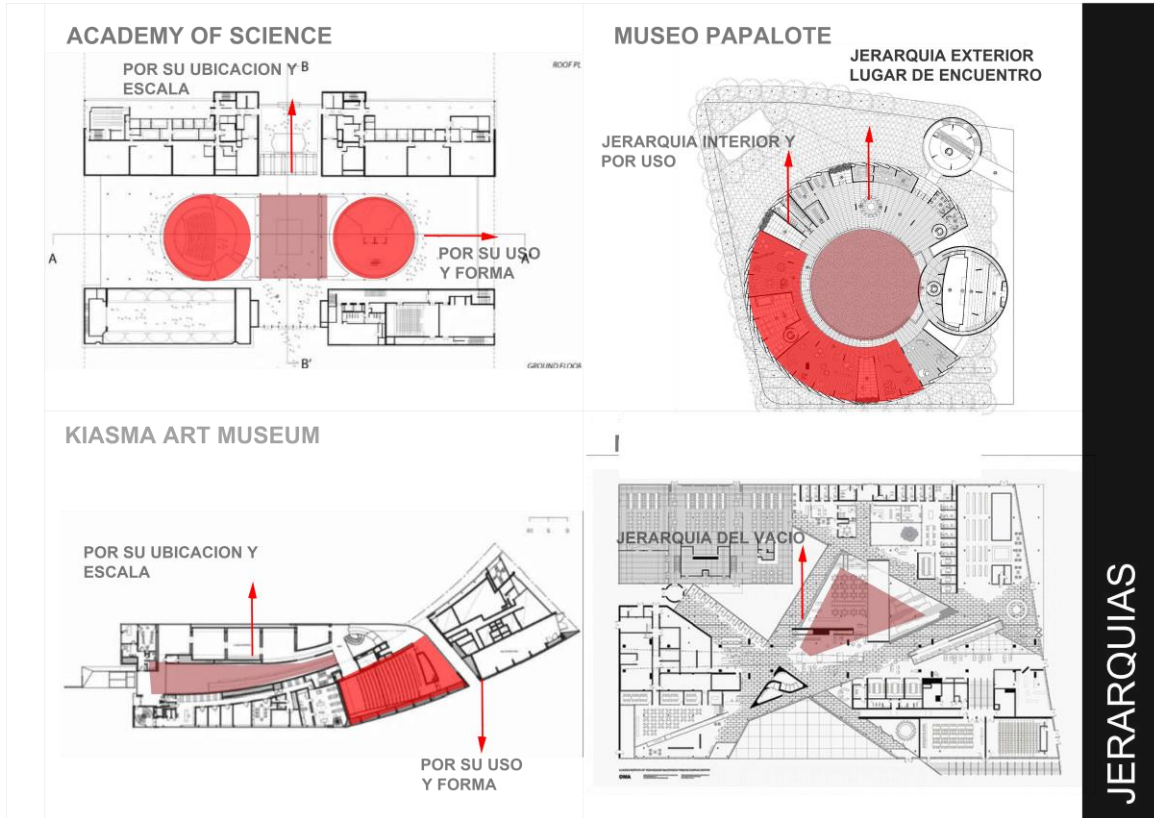 ACADEMY OF SCIENCE
POR SU UBICACION Y
ESCALA
B
ROOF PL
A
POR SU USO
Y FORMA
A'
B'
GROUND FLOOR
MUSEO PAPALOTE
JERARQUIA EXTERIOR
LUGAR DE ENCUENTRO
JERARQUIA INTERIOR Y
POR USO
KIASMA ART MUSEUM
POR SU UBICACION Y
ESCALA
POR SU USO
Y FORMA
JERARQUIA DEL VACIO
OMA
JERARQUIAS